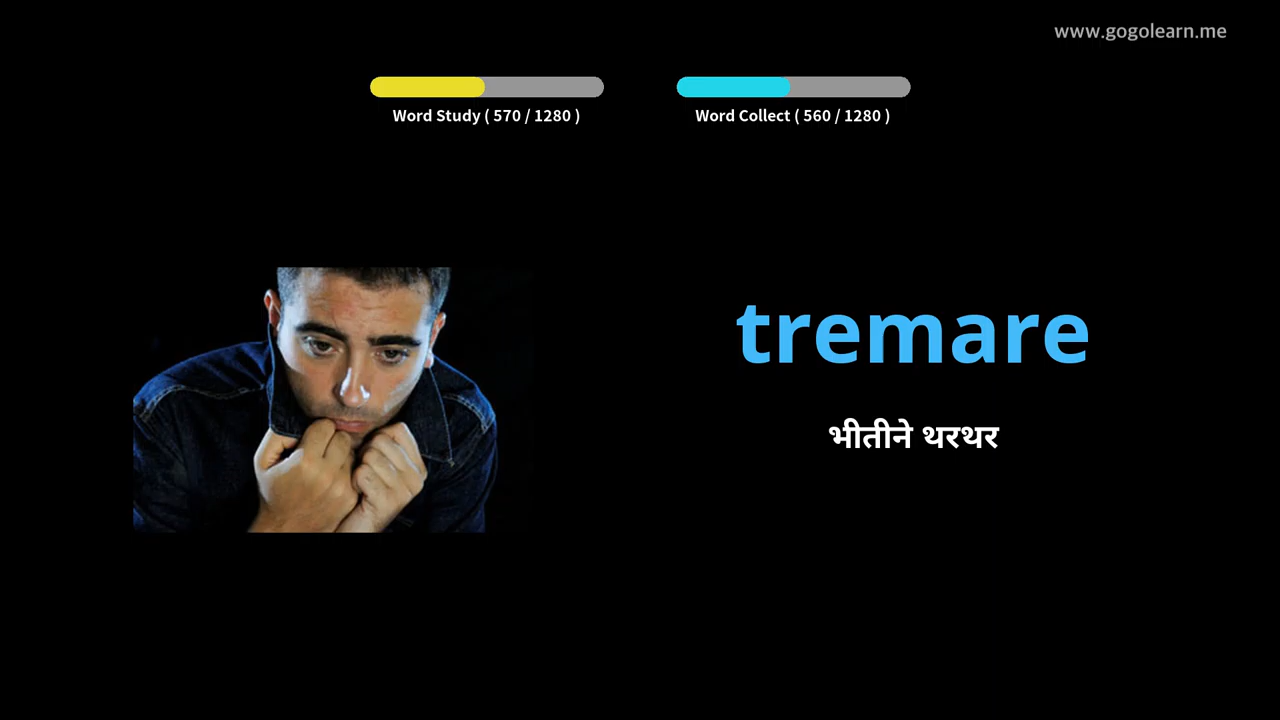 www.gogolearn.me
Word Study ( 570 / 1280 )
Word Collect ( 560 / 1280 )
tremare
भीतीने थरथर